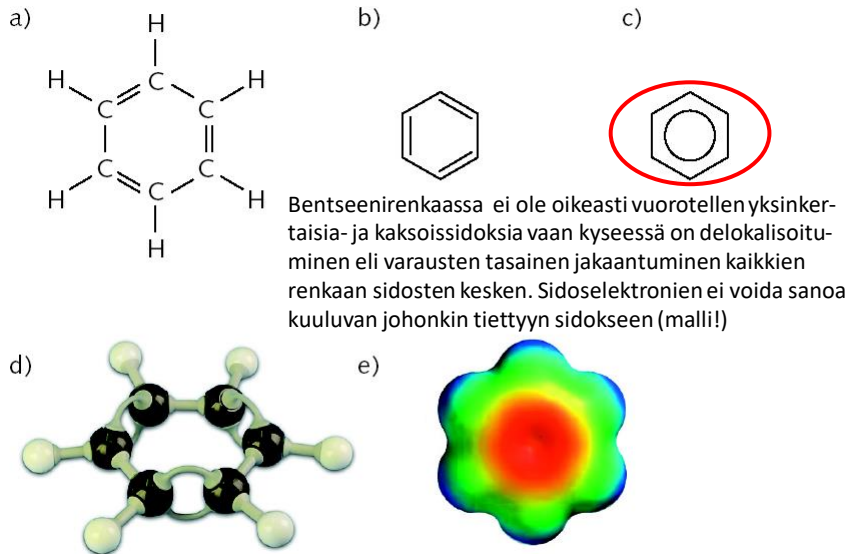 a)
b)
c)
H
H
H
C
C
C
C
C
C
H
H
H
Bentseenirenkaassa ei ole oikeasti vuorotellen yksinker-
taisia- ja kaksoissidoksia vaan kyseessä on delokalisoitu-
minen eli varausten tasainen jakaantuminen kaikkien
renkaan sidosten kesken. Sidoselektronien ei voida sanoa
kuuluvan johonkin tiettyyn sidokseen (malli!)
d)
e)